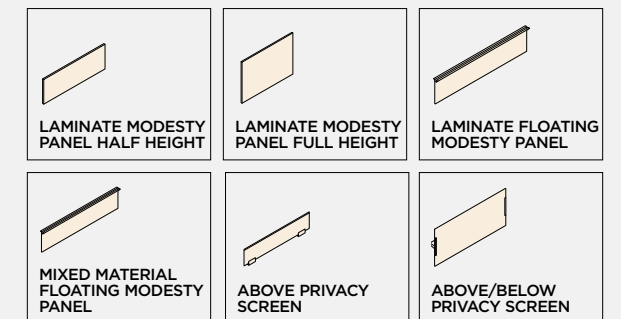 LAMINATE MODESTY
PANEL HALF HEIGHT
LAMINATE MODESTY
PANEL FULL HEIGHT
LAMINATE FLOATING
MODESTY PANEL
MIXED MATERIAL
FLOATING MODESTY
PANEL
ABOVE PRIVACY
SCREEN
ABOVE/BELOW
PRIVACY SCREEN